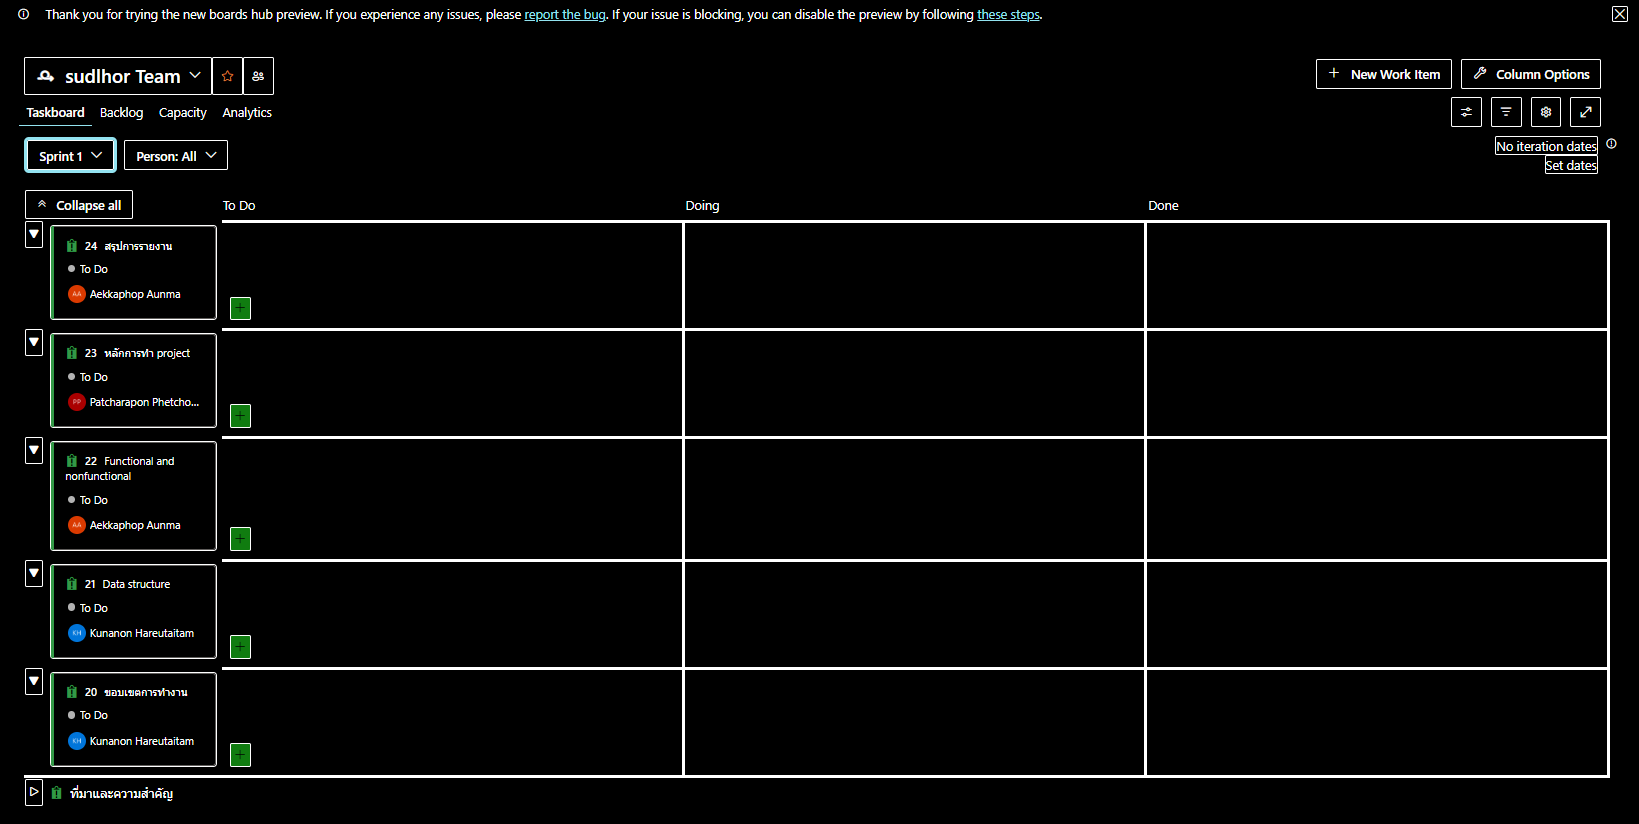 Thank you for trying the new boards hub preview. If you experience any issues, please report the bug. If your issue is blocking, you can disable the preview by following these steps.
sudlhor Team
New Work Item
Column Options
Taskboard Backlog Capacity Analytics
Sprint 1
Person: All
No iteration dates
Set dates
Collapse all
To Do
Doing
Done
24 สรุปการรายงาน
To Do
AA Aekkaphop Aunma
23 หลักการทำ project
To Do
PP Patcharapon Phetcho...
22 Functional and
nonfunctional
To Do
AA Aekkaphop Aunma
21 Data structure
To Do
KH Kunanon Hareutaitam
20 ขอบเขตการทำงาน
To Do
KH Kunanon Hareutaitam
ที่มาและความสำคัญ